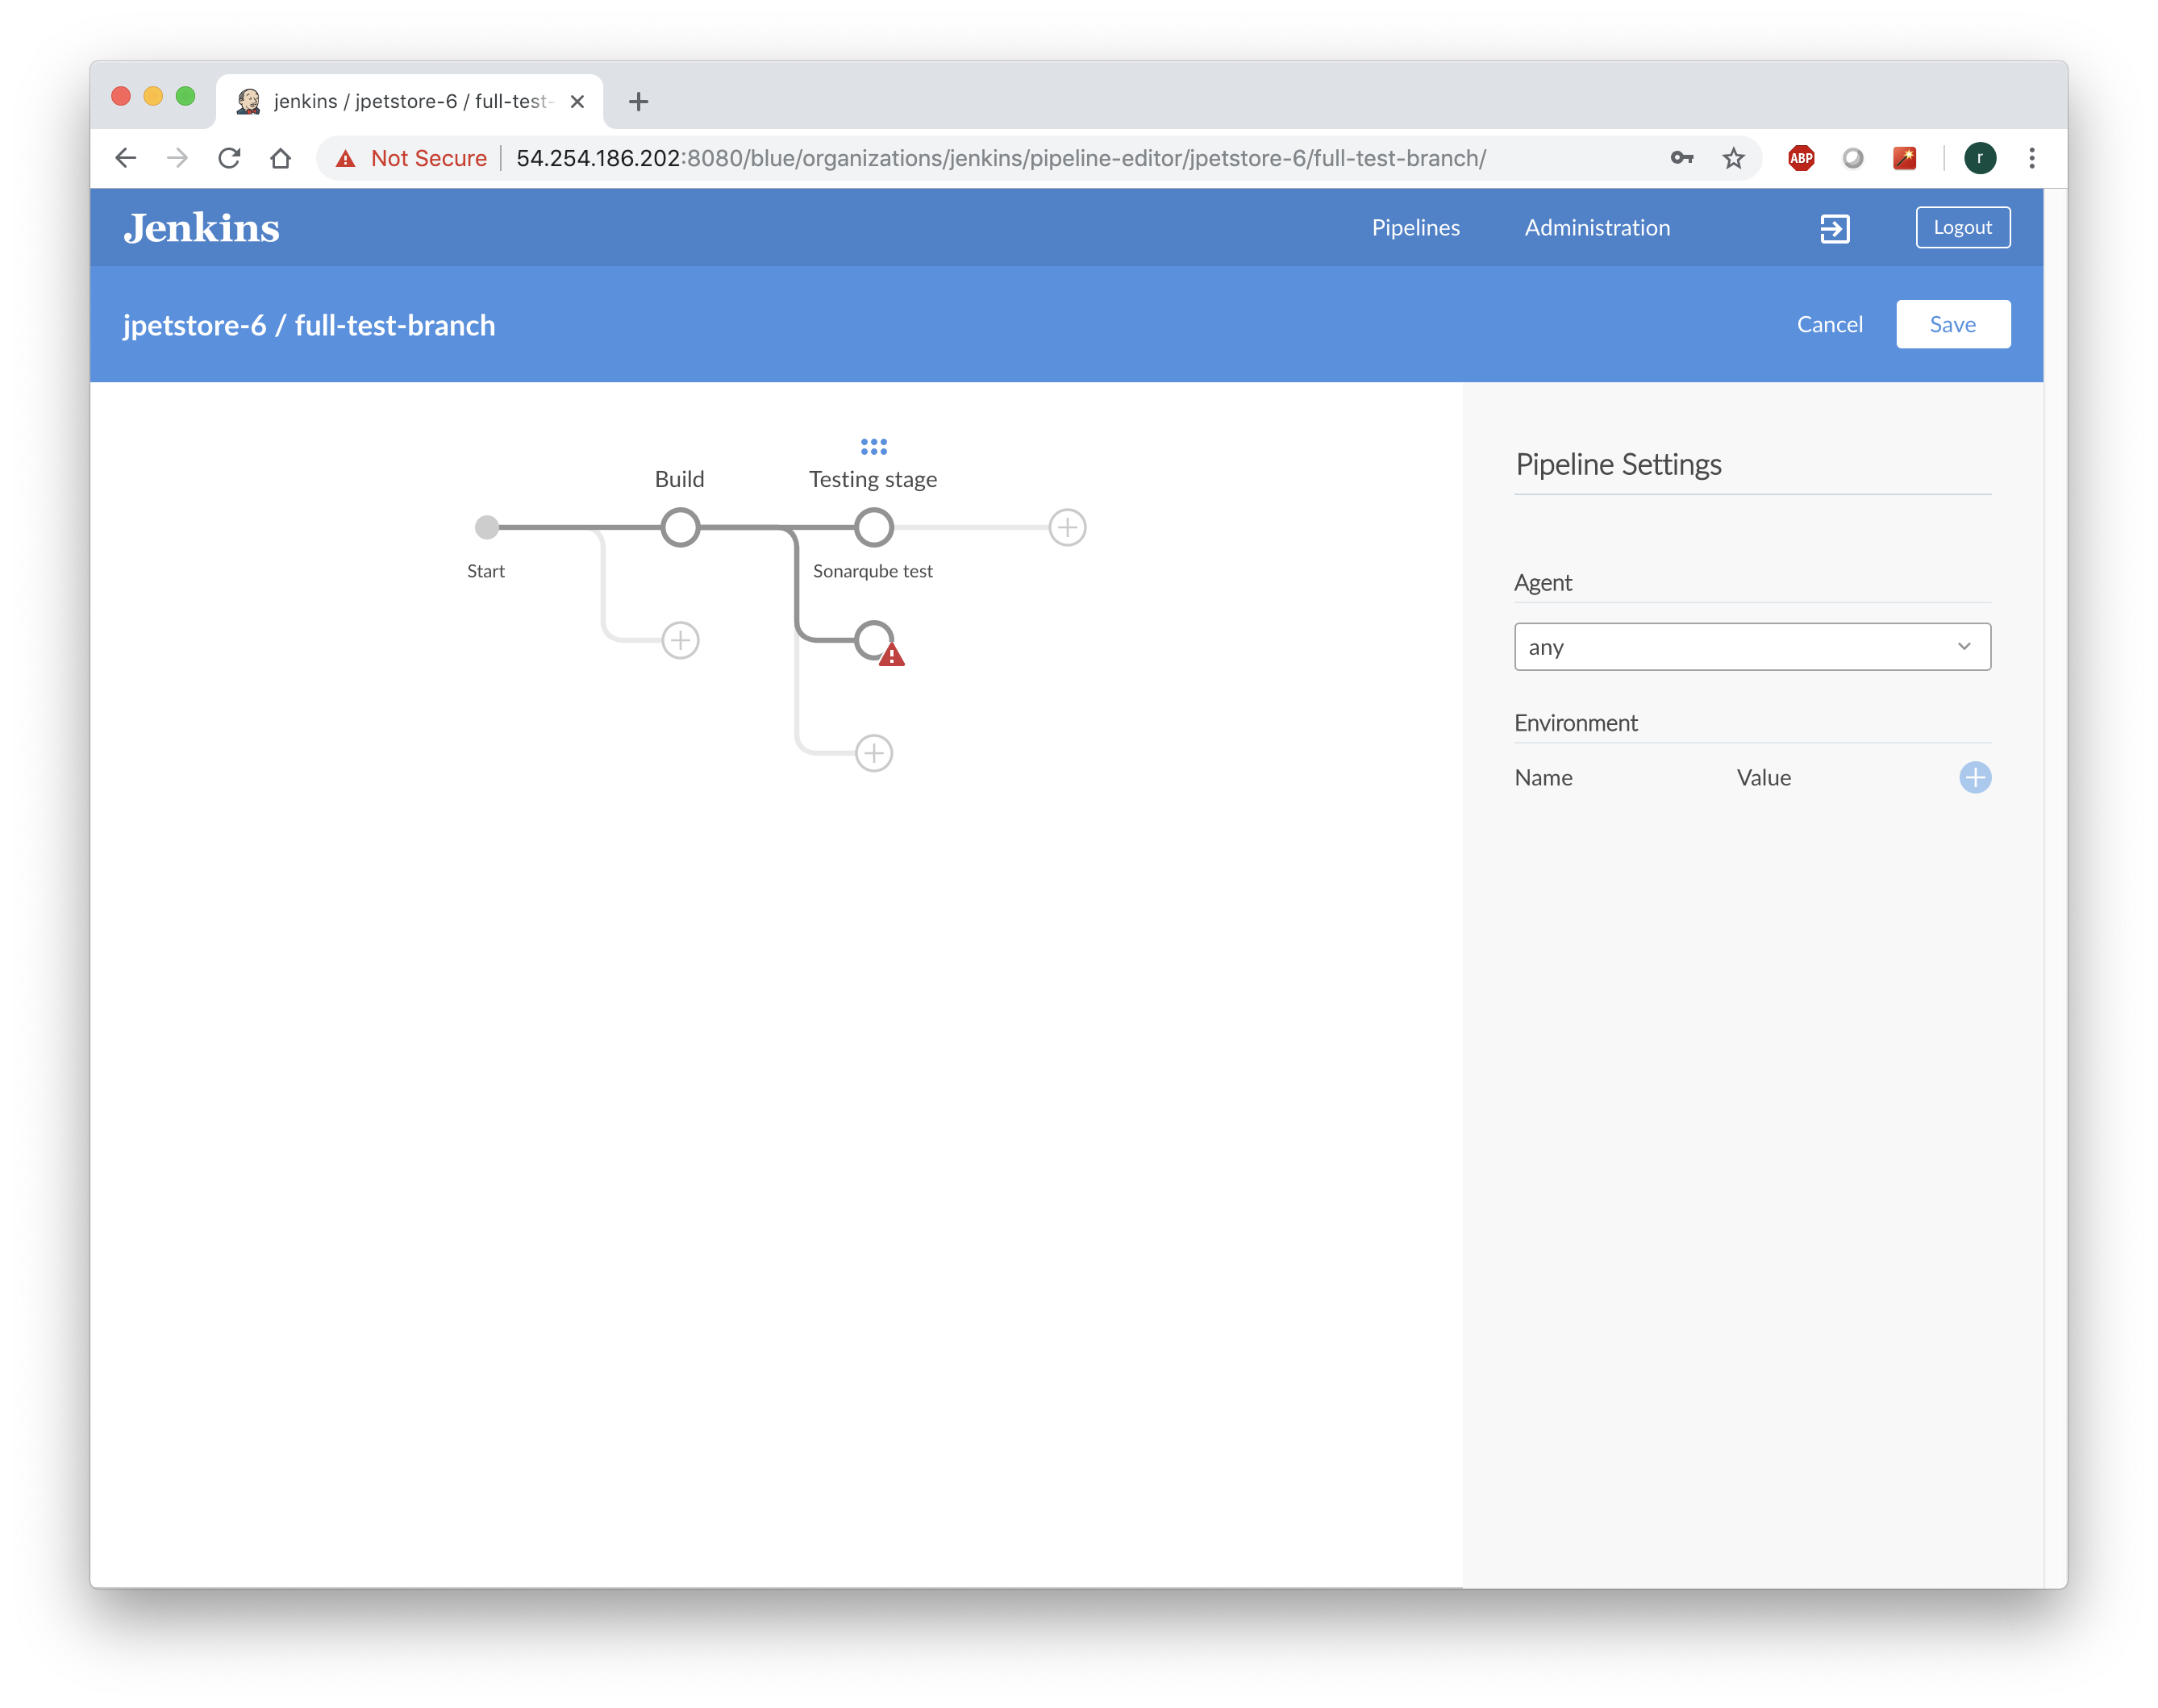 jenkins / jpetstore-6 / full-test-
Not Secure 54.254.186.202:8080/blue/organizations/jenkins/pipeline-editor/jpetstore-6/full-test-branch/
ABP
r
Jenkins
Pipelines
Administration
Logout
jpetstore-6 / full-test-branch
Cancel
Save
Build
Testing stage
Start
Sonarqube test
Pipeline Settings
Agent
any
Environment
Name
Value